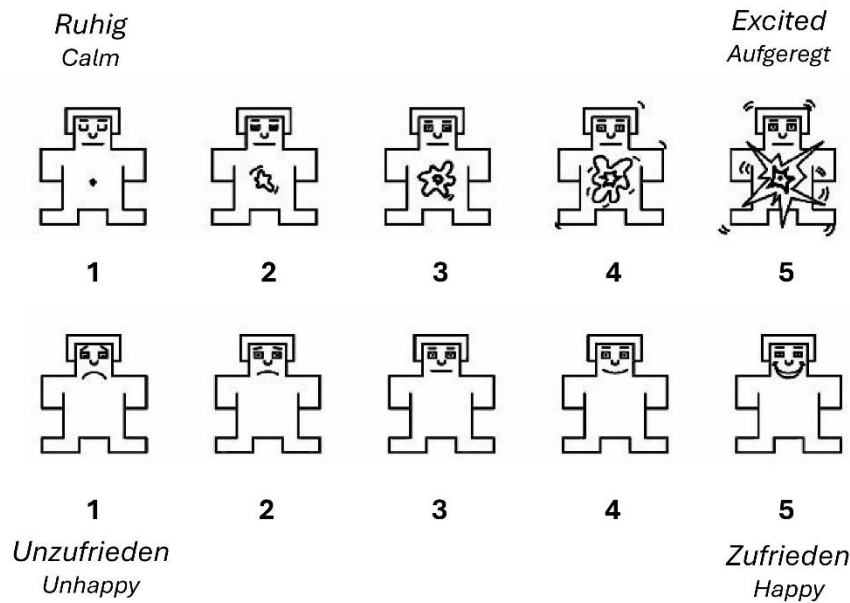 Ruhig
Calm
Excited
Aufgeregt
1 2 3 4 5
1 2 3 4 5
Unzufrieden
Unhappy
Zufrieden
Happy